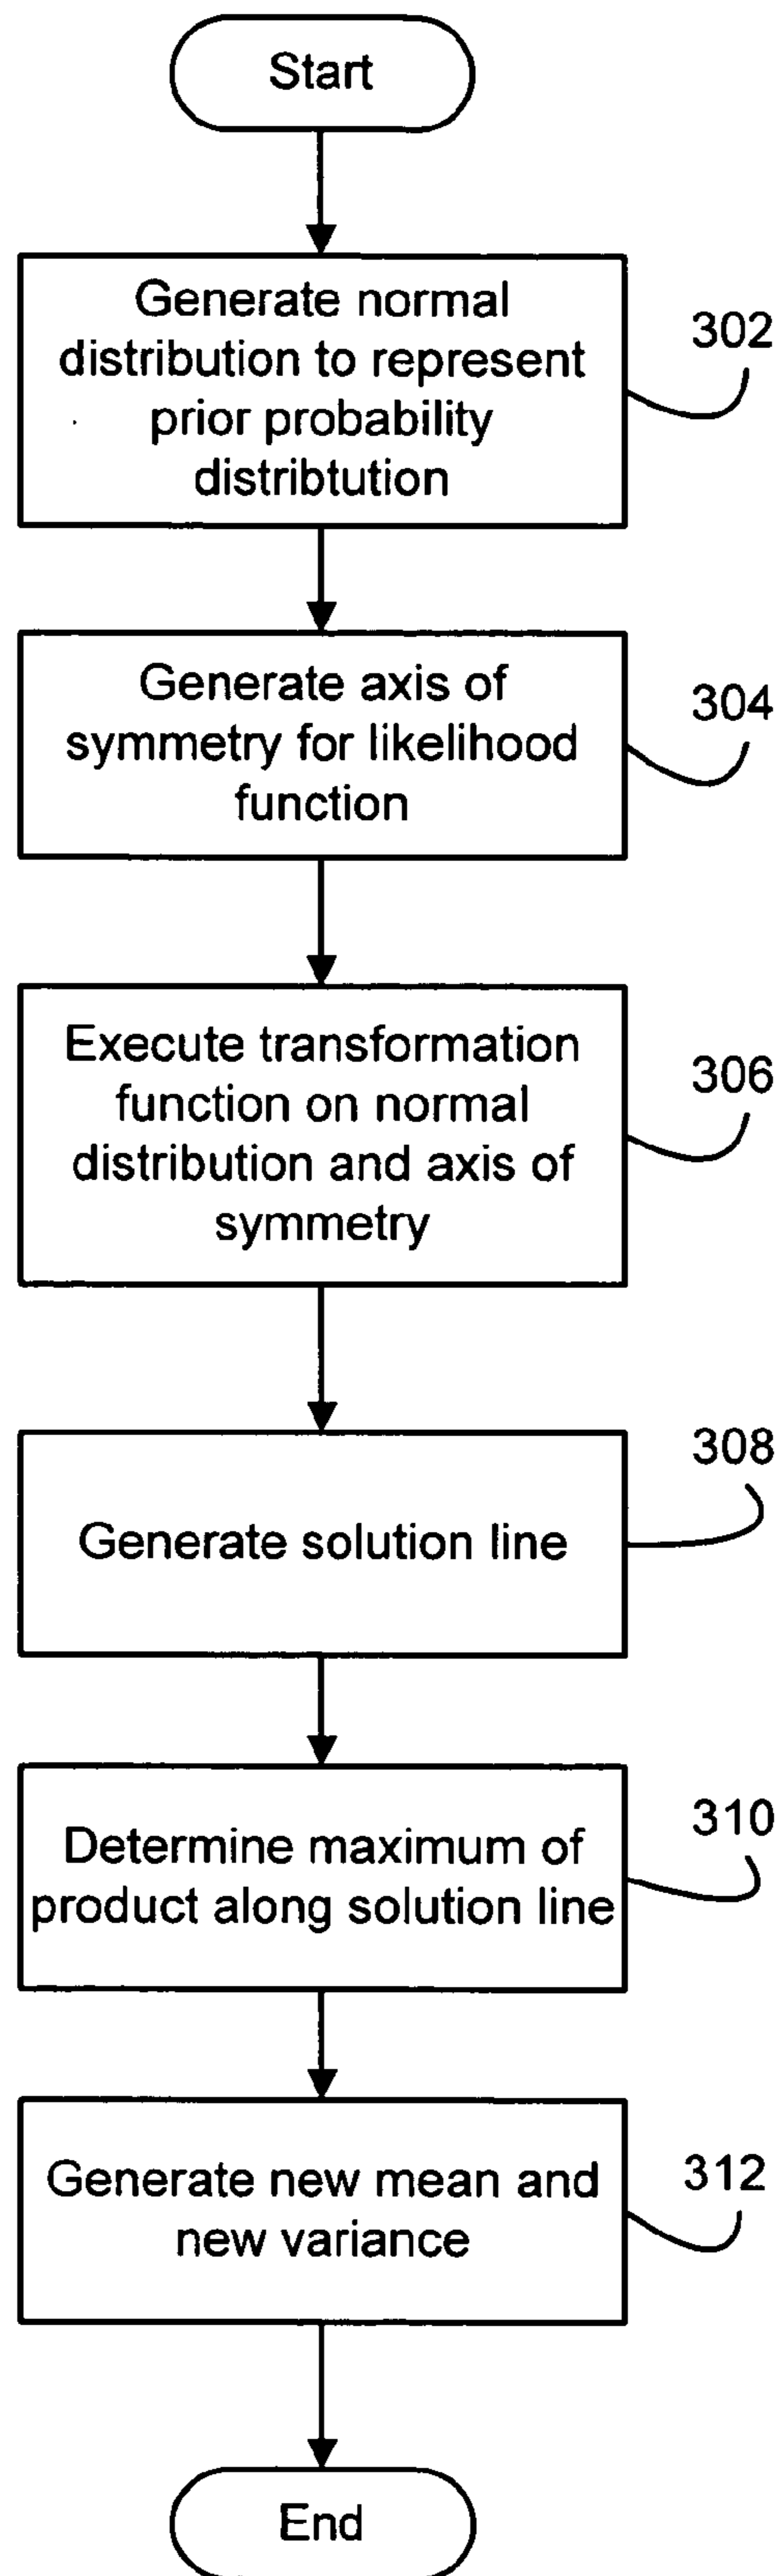 Start
Generate normal
distribution to represent
prior probability
distribtution
302
Generate axis of
symmetry for likelihood
function
304
Execute transformation
function on normal
distribution and axis of
symmetry
306
Generate solution line
308
Determine maximum of
product along solution line
310
Generate new mean and
new variance
312
End